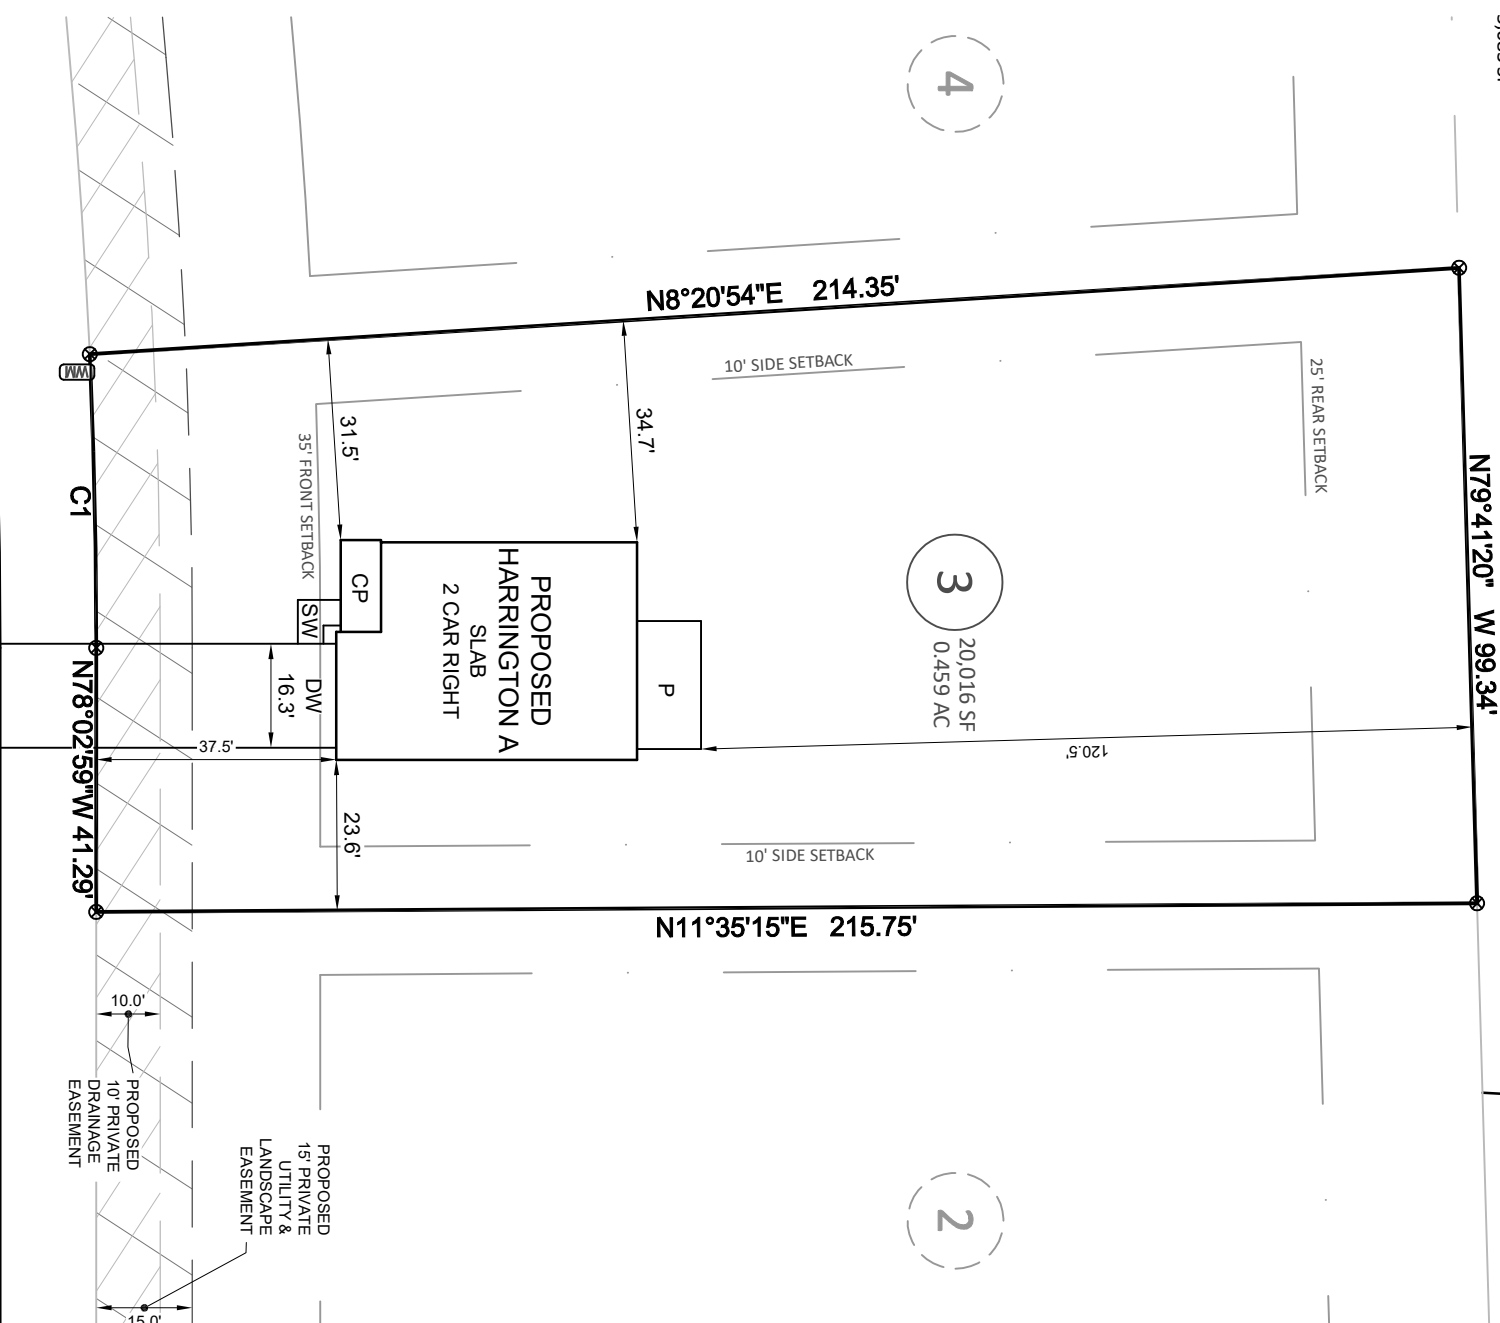 4
N8°20'54"E 214.35'
10' SIDE SETBACK
25' REAR SETBACK
N79°41'20" W 99.34'
31.5'
34.7'
35' FRONT SETBACK
WM
C1
CP
SW
PROPOSED
HARRINGTON A
SLAB
2 CAR RIGHT
P
3
20,016 SF
0.459 AC
DW
16.3'
37.5'
120.5'
N78°02'59"W 41.29'
23.6'
10' SIDE SETBACK
N11°35'15"E 215.75'
10.0'
PROPOSED
10' PRIVATE
DRAINAGE
EASEMENT
PROPOSED
15' PRIVATE
UTILITY &
LANDSCAPE
EASEMENT
2
15.0'